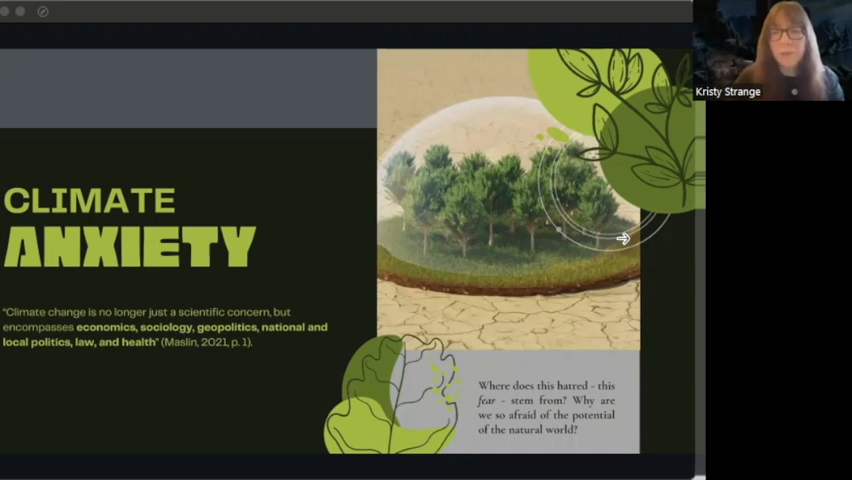 Kristy Strange
CLIMATE
ANXIETY
"Climate change is no longer just a scientific concern, but
encompasses economics, sociology, geopolitics, national and
local politics, law, and health" (Maslin, 2021, p. 1).
Where does this hatred - this
fear - stem from? Why are
we so afraid of the potential
of the natural world?